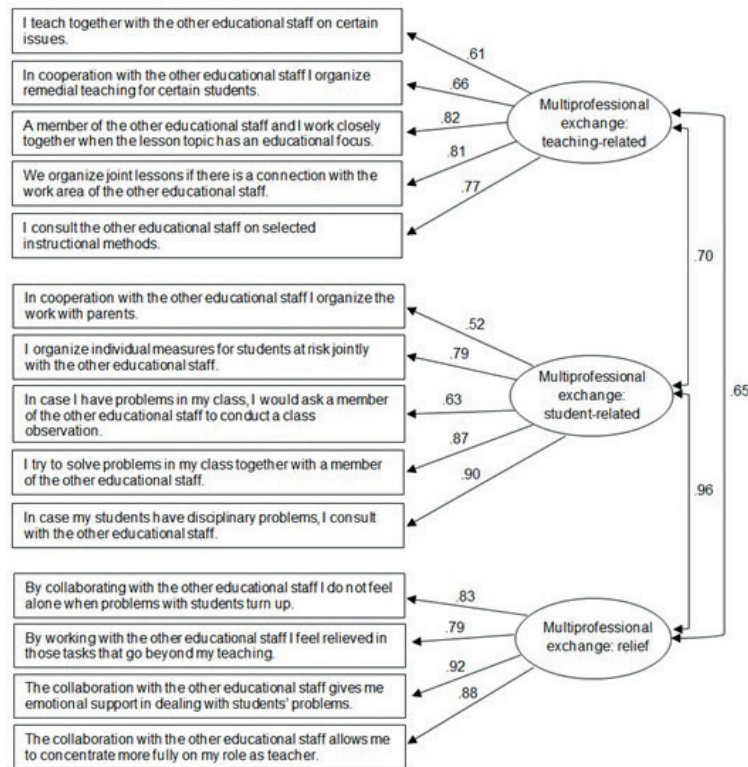 I teach together with the other educational staff on certain
issues.
.61
In cooperation with the other educational staff I organize
remedial teaching for certain students.
.66
A member of the other educational staff and I work closely
together when the lesson topic has an educational focus.
.82
We organize joint lessons if there is a connection with the
work area of the other educational staff.
.81
I consult the other educational staff on selected
instructional methods.
.77
Multiprofessional
exchange:
teaching-related
.70
In cooperation with the other educational staff I organize the
work with parents.
.52
I organize individual measures for students at risk jointly
with the other educational staff.
.79
In case I have problems in my class, I would ask a member
of the other educational staff to conduct a class
observation.
.63
I try to solve problems in my class together with a member
of the other educational staff.
.87
In case my students have disciplinary problems, I consult
with the other educational staff.
.90
Multiprofessional
exchange:
student-related
.65
.96
By collaborating with the other educational staff I do not feel
alone when problems with students turn up.
.83
By working with the other educational staff I feel relieved in
those tasks that go beyond my teaching.
.79
The collaboration with the other educational staff gives me
emotional support in dealing with students' problems.
.92
The collaboration with the other educational staff allows me
to concentrate more fully on my role as teacher.
.88
Multiprofessional
exchange: relief